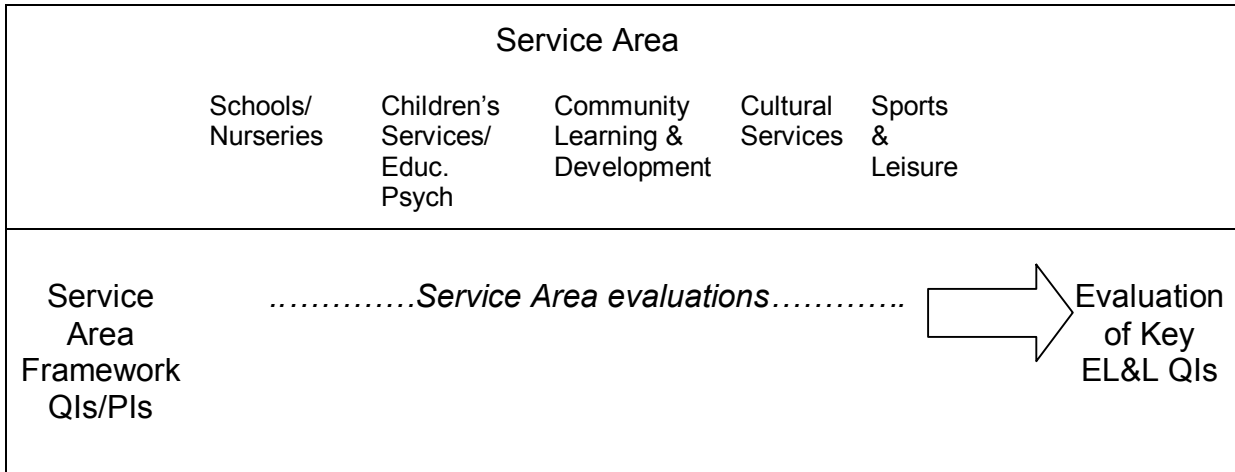 Service Area
Schools/
Nurseries
Children’s
Services/
Educ.
Psych
Community
Learning &
Development
Cultural
Services
Sports
&
Leisure
Service
Area
Framework
QIs/PIs
..…………Service Area evaluations…………..
Evaluation
of Key
EL&L QIs